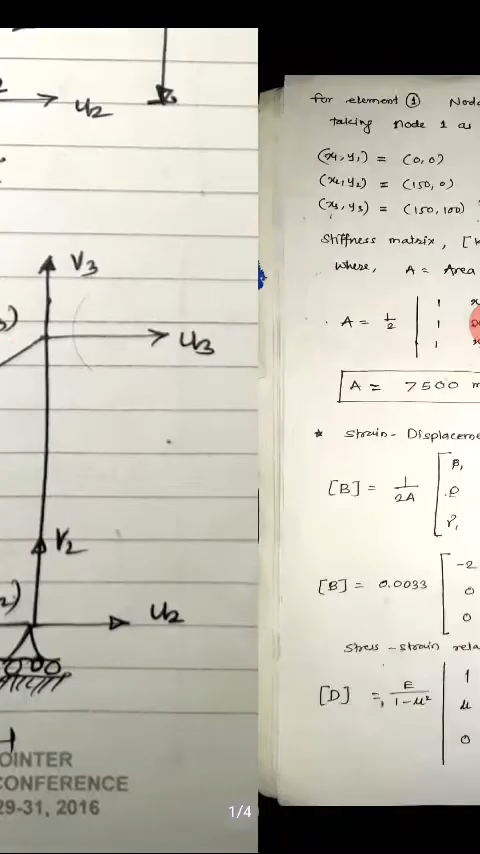 u2
V3
u3
V2
u2
OINTER
CONFERENCE
29-31, 2016
1/4
for element ① Node
taking Node 1 as
(x1, y1) = (0, 0)
(x2, y2) = (150, 0)
(x3, y3) = (150, 100)
Stiffness matrix, [K
Where, A = Area
A = 1/2 | 1
1
1
A = 7500 m
* Strain - Displaceme
[B] = 1/2A [ β1
0
γ1
[B] = 0.0033 [ -2
0
0
Stress - strain rela
[D] = E/1-μ² | 1
μ
0